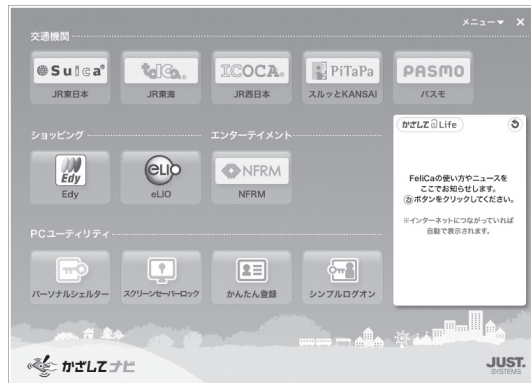 メニュー▼ ×
交通機関
Suica
JR東日本
TOICA
JR東海
ICOCA
JR西日本
PiTaPa
スルッとKANSAI
PASMO
パスモ
ショッピング
Edy
Edy
eLIO
eLIO
エンターテイメント
NFRM
NFRM
かざしてLife
FeliCaの使い方やニュースを
ここでお知らせします。
ボタンをクリックしてください。
※インターネットにつながっていれば
自動で表示されます。
PCユーティリティ
パーソナルシェルター
スクリーンセーバーロック
かんたん登録
シンプルログオン
かざしてナビ
JUST.
SYSTEMS